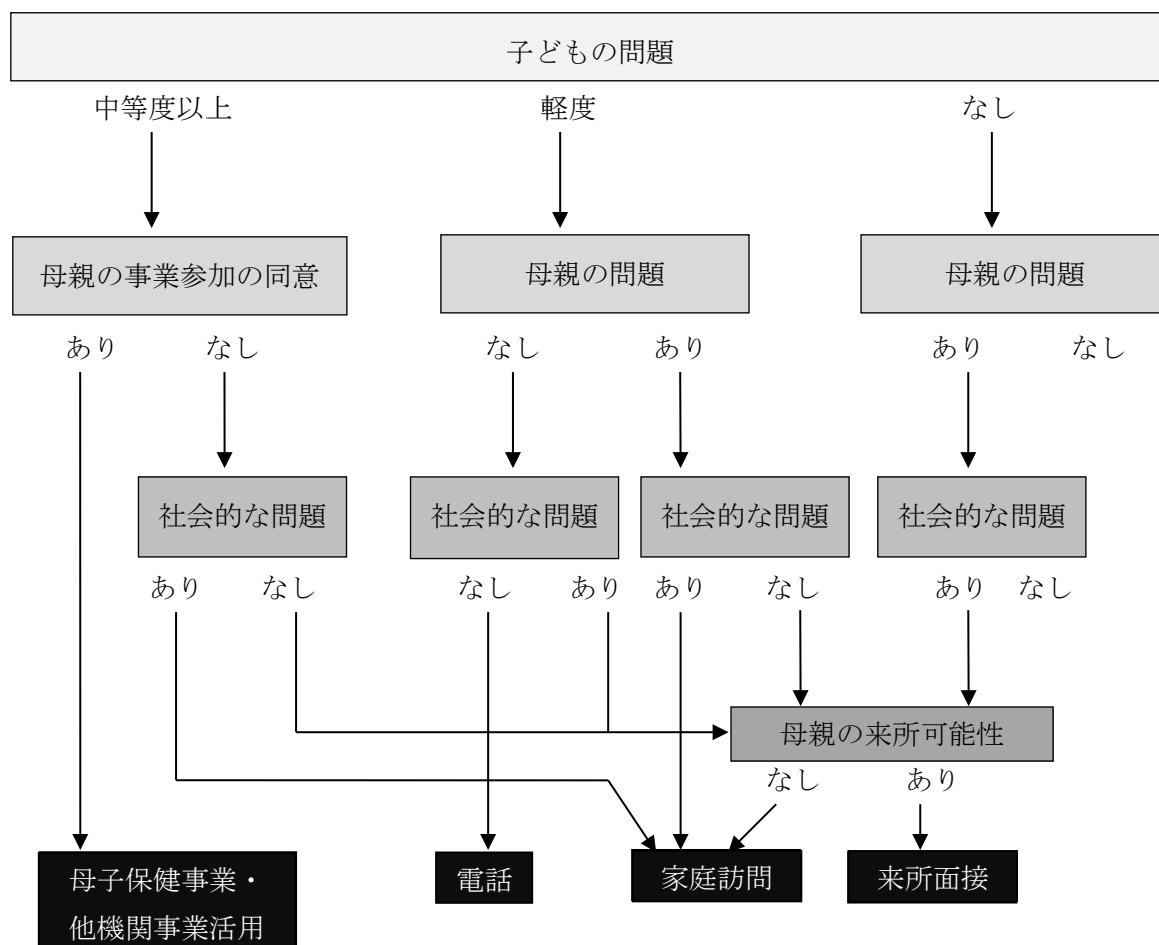 子どもの問題
中等度以上 軽度 なし
母親の事業参加の同意 母親の問題 母親の問題
あり なし なし あり あり なし
社会的な問題 社会的な問題 社会的な問題 社会的な問題
あり なし なし あり あり なし あり なし
母親の来所可能性
なし あり
母子保健事業・ 電話 家庭訪問 来所面接
他機関事業活用